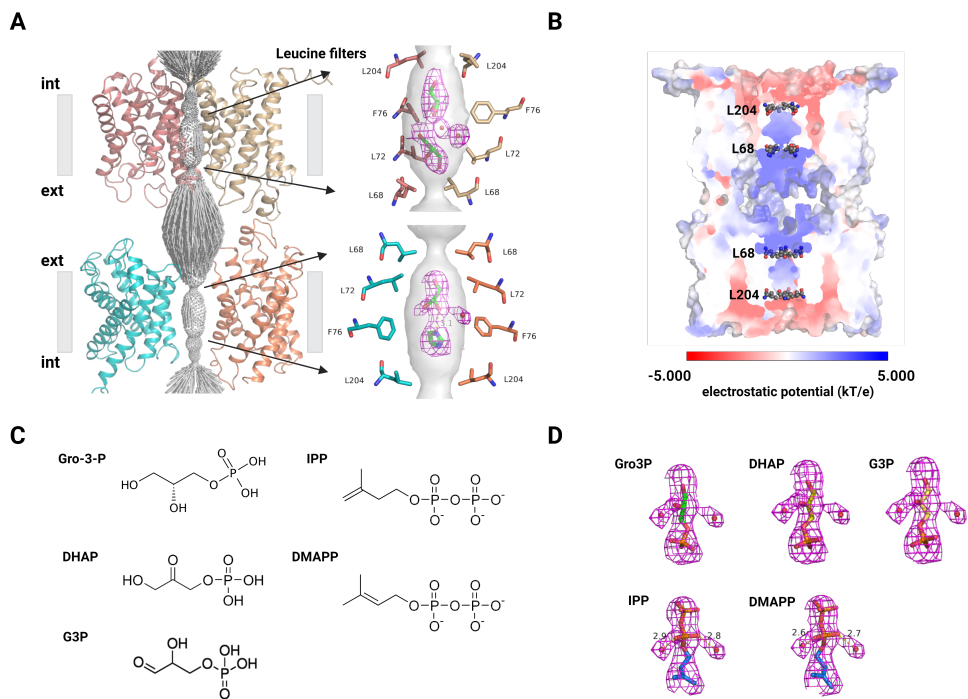 A
Leucine filters
int
ext
ext
int
L204
L204
F76
F76
L72
L72
L68
L68
L68
L68
L72
L72
F76
F76
L204
L204
B
L204
L68
L68
L204
-5.000
5.000
electrostatic potential (kT/e)
C
Gro-3-P
HO
OH
O
O
P
OH
OH
IPP
O
O
P
O
O
P
O-
O-
O-
DHAP
HO
O
O
O
P
OH
OH
DMAPP
O
O
P
O
O
P
O-
O-
O-
G3P
O
OH
O
OH
P
OH
O
D
Gro3P
DHAP
G3P
IPP
2.9
2.8
DMAPP
2.6
2.7